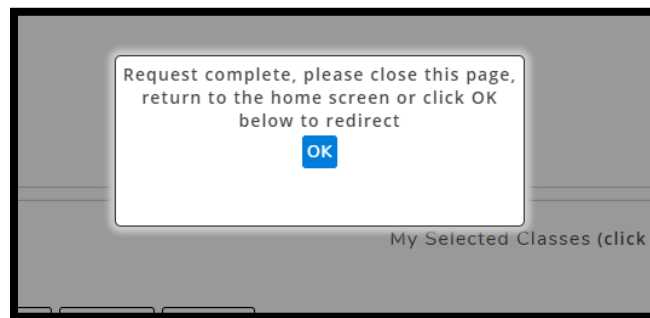 Request complete, please close this page,
return to the home screen or click OK
below to redirect
OK
My Selected Classes (click